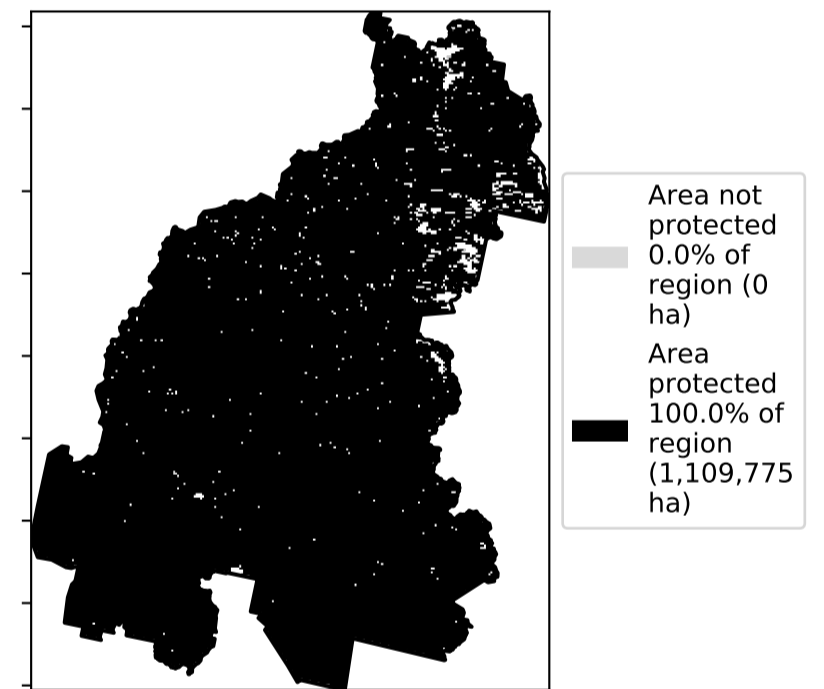 Area not
protected
0.0% of
region (0
ha)
Area
protected
100.0% of
region
(1,109,775
ha)